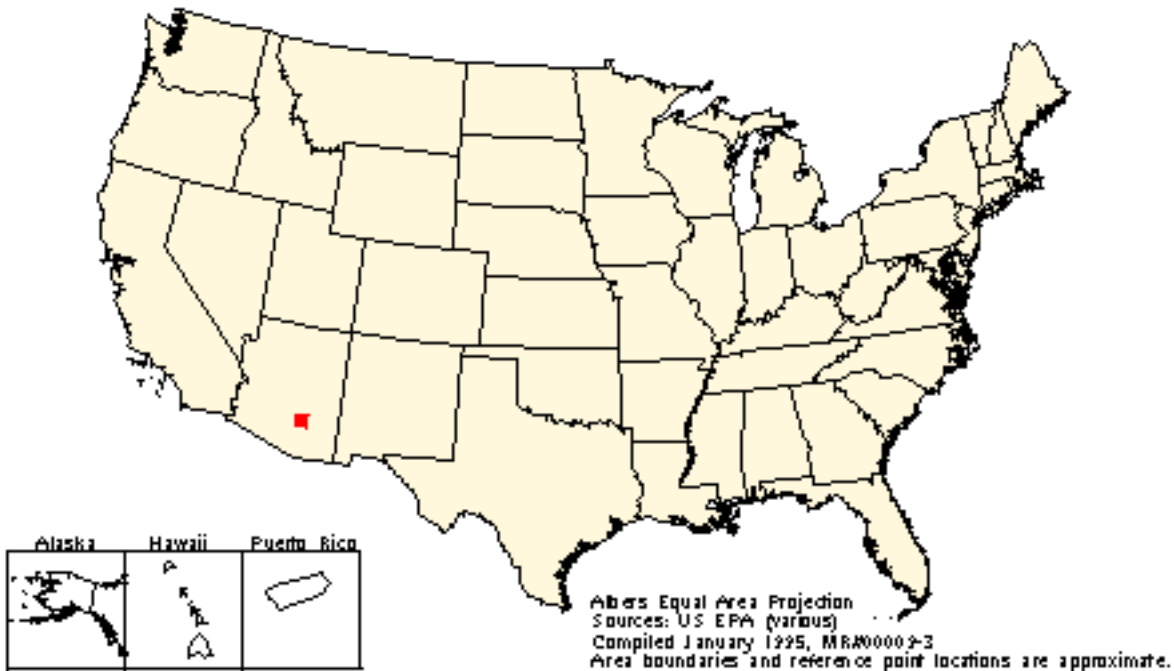 Alaska
Hawaii
Puerto Rico
Albers Equal Area Projection
Sources: US EPA (various)
Compiled January 1995, MR#00009-3
Area boundaries and reference point locations are approximate.